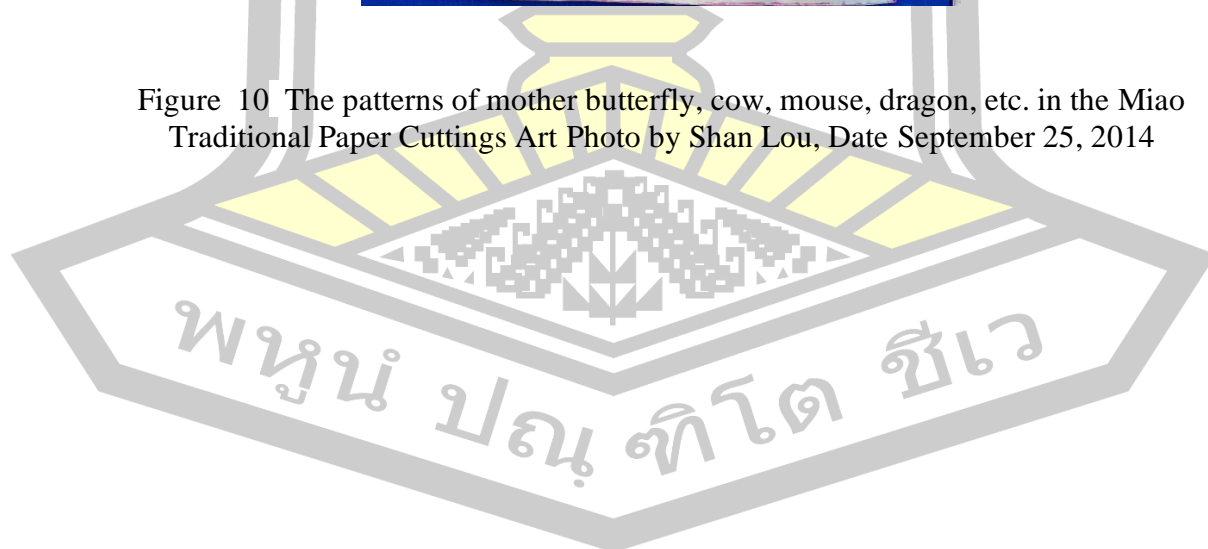 Figure 10 The patterns of mother butterfly, cow, mouse, dragon, etc. in the Miao
Traditional Paper Cuttings Art Photo by Shan Lou, Date September 25, 2014
พหูนํ ปณฺฑิโต ชีเว